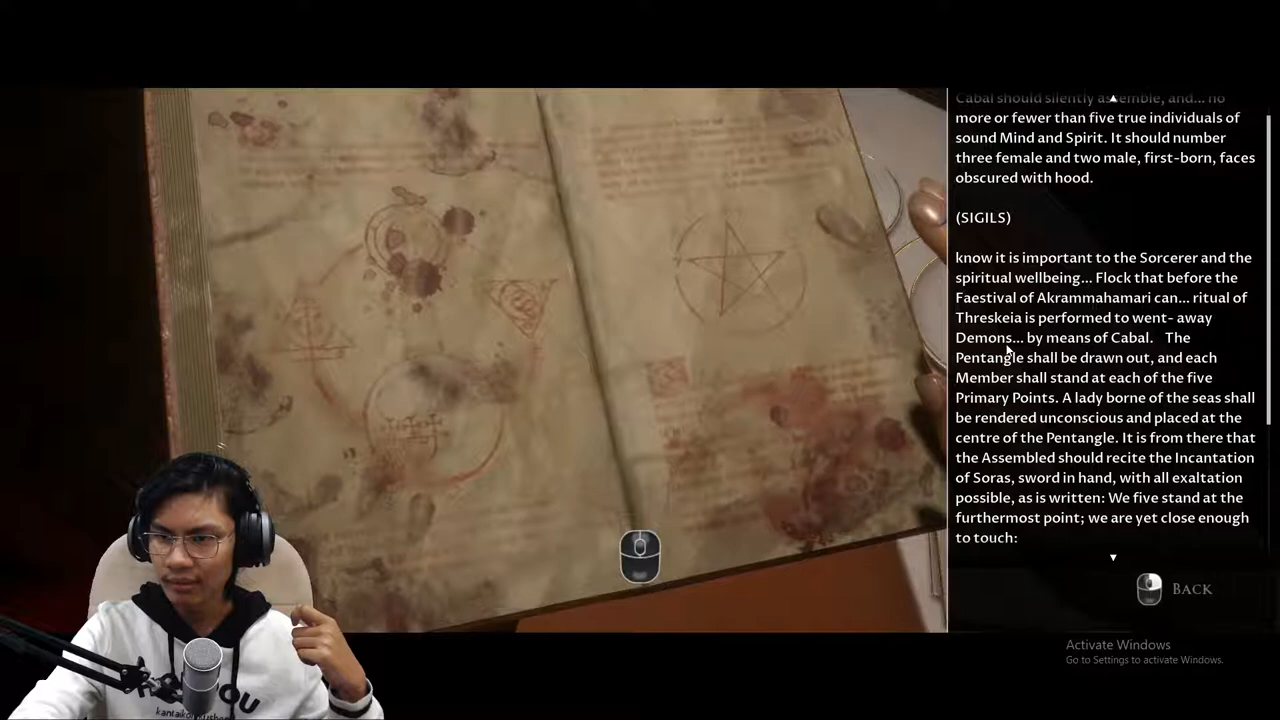 Cabal should silently assemble, and... no
more or fewer than five true individuals of
sound Mind and Spirit. It should number
three female and two male, first-born, faces
obscured with hood.
(SIGILS)
know it is important to the Sorcerer and the
spiritual wellbeing... Flock that before the
Faestival of Akrammahamari can... ritual of
Threskeia is performed to went- away
Demons... by means of Cabal. The
Pentangle shall be drawn out, and each
Member shall stand at each of the five
Primary Points. A lady borne of the seas shall
be rendered unconscious and placed at the
centre of the Pentangle. It is from there that
the Assembled should recite the Incantation
of Soras, sword in hand, with all exaltation
possible, as is written: We five stand at the
furthermost point; we are yet close enough
to touch:
BACK
Activate Windows
Go to Settings to activate Windows.